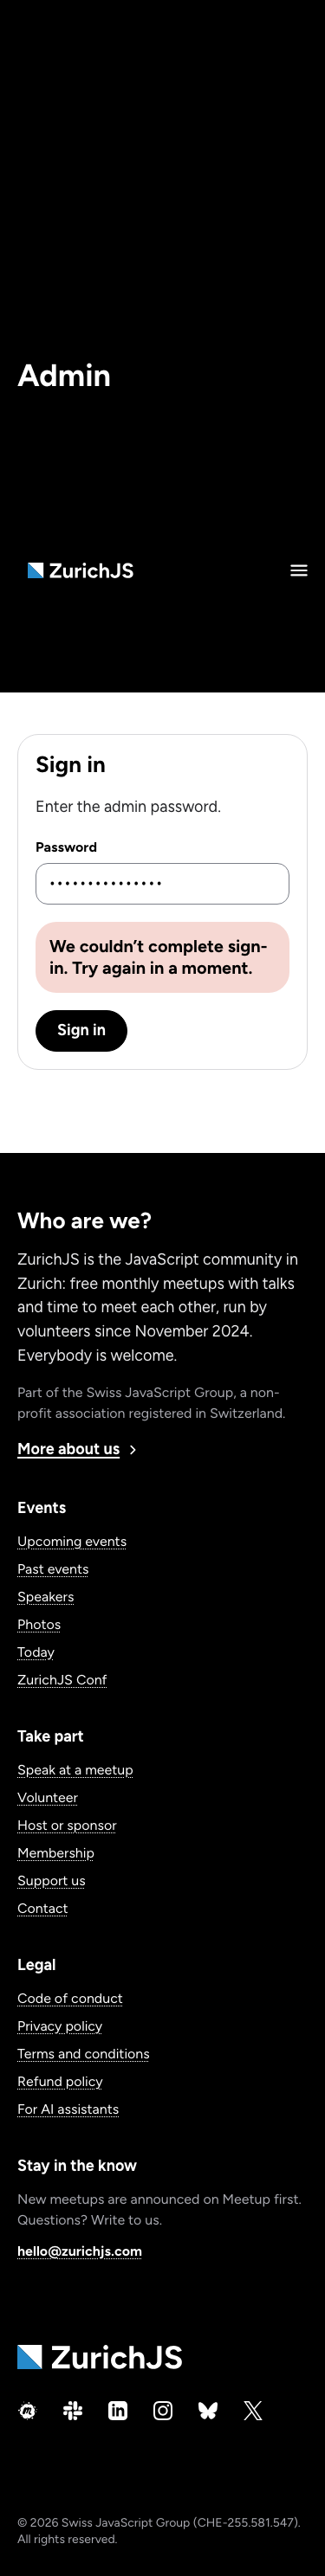 Admin
ZurichJS
Sign in
Enter the admin password.
Password
•••••••••••••••
We couldn’t complete sign-
in. Try again in a moment.
Sign in
Who are we?
ZurichJS is the JavaScript community in
Zurich: free monthly meetups with talks
and time to meet each other, run by
volunteers since November 2024.
Everybody is welcome.
Part of the Swiss JavaScript Group, a non-
profit association registered in Switzerland.
More about us
Events
Upcoming events
Past events
Speakers
Photos
Today
ZurichJS Conf
Take part
Speak at a meetup
Volunteer
Host or sponsor
Membership
Support us
Contact
Legal
Code of conduct
Privacy policy
Terms and conditions
Refund policy
For AI assistants
Stay in the know
New meetups are announced on Meetup first.
Questions? Write to us.
hello@zurichjs.com
ZurichJS
© 2026 Swiss JavaScript Group (CHE-255.581.547).
All rights reserved.